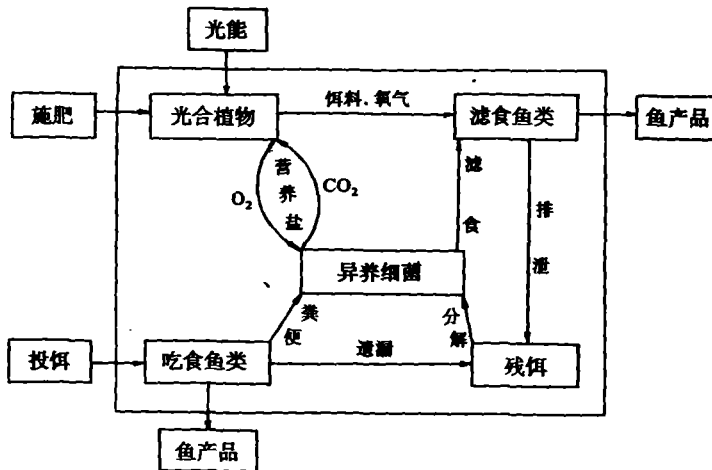 光能
施肥
光合植物
饵料.氧气
滤食鱼类
鱼产品
营养盐
O₂
CO₂
滤食
排泄
异养细菌
粪便
分解
投饵
吃食鱼类
遗漏
残饵
鱼产品